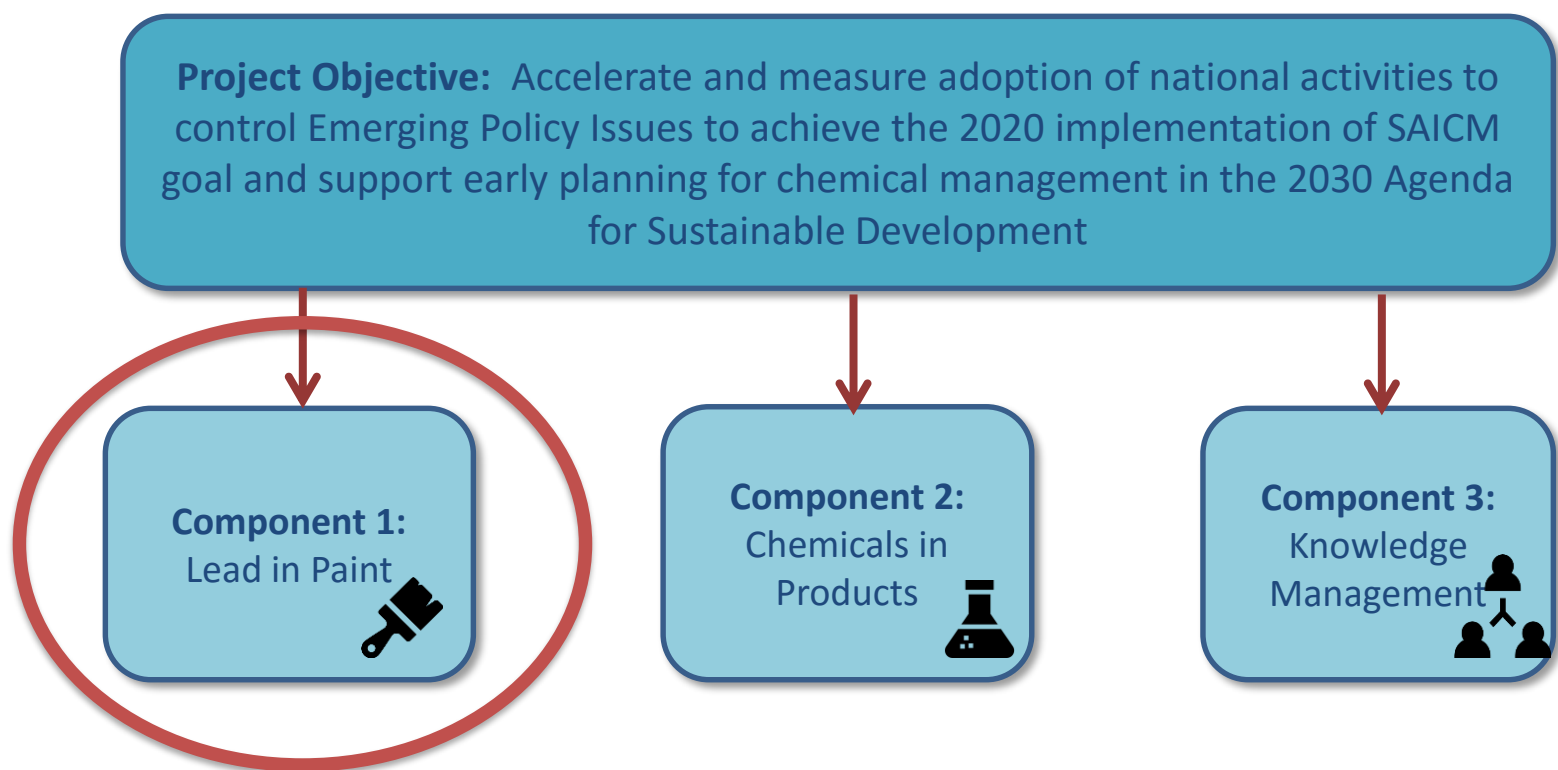 Project Objective: Accelerate and measure adoption of national activities to
control Emerging Policy Issues to achieve the 2020 implementation of SAICM
goal and support early planning for chemical management in the 2030 Agenda
for Sustainable Development
Component 1:
Lead in Paint
Component 2:
Chemicals in
Products
Component 3:
Knowledge
Management